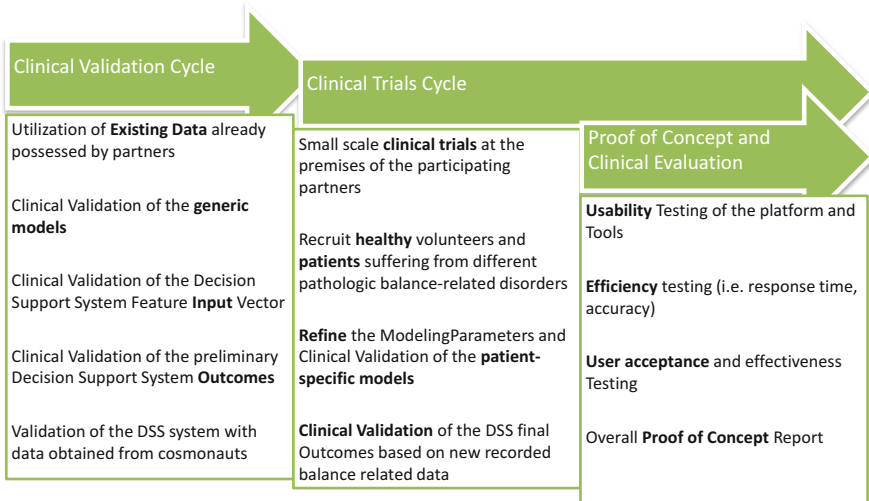 Clinical Validation Cycle
Utilization of Existing Data already
possessed by partners
Clinical Validation of the generic
models
Clinical Validation of the Decision
Support System Feature Input Vector
Clinical Validation of the preliminary
Decision Support System Outcomes
Validation of the DSS system with
data obtained from cosmonauts
Clinical Trials Cycle
Small scale clinical trials at the
premises of the participating
partners
Recruit healthy volunteers and
patients suffering from different
pathologic balance-related disorders
Refine the ModelingParameters and
Clinical Validation of the patient-
specific models
Clinical Validation of the DSS final
Outcomes based on new recorded
balance related data
Proof of Concept and
Clinical Evaluation
Usability Testing of the platform and
Tools
Efficiency testing (i.e. response time,
accuracy)
User acceptance and effectiveness
Testing
Overall Proof of Concept Report